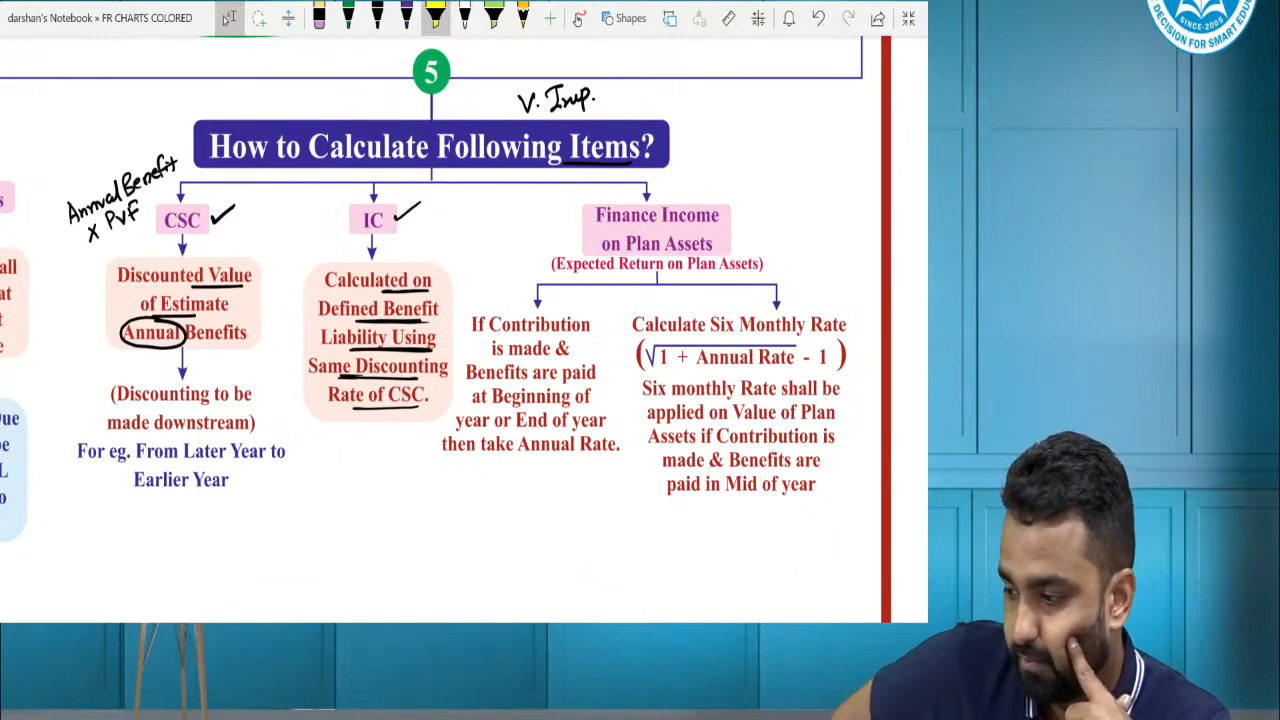 darshan's Notebook » FR CHARTS COLORED
Shapes
DECISION FOR SMART
SINCE-2005
5
V. Imp.
How to Calculate Following Items?
Annual Benefit
x PVF
CSC
Discounted Value
of Estimate
Annual Benefits
(Discounting to be
made downstream)
For eg. From Later Year to
Earlier Year
IC
Calculated on
Defined Benefit
Liability Using
Same Discounting
Rate of CSC.
Finance Income
on Plan Assets
(Expected Return on Plan Assets)
If Contribution
is made &
Benefits are paid
at Beginning of
year or End of year
then take Annual Rate.
Calculate Six Monthly Rate
(√1 + Annual Rate - 1)
Six monthly Rate shall be
applied on Value of Plan
Assets if Contribution is
made & Benefits are
paid in Mid of year